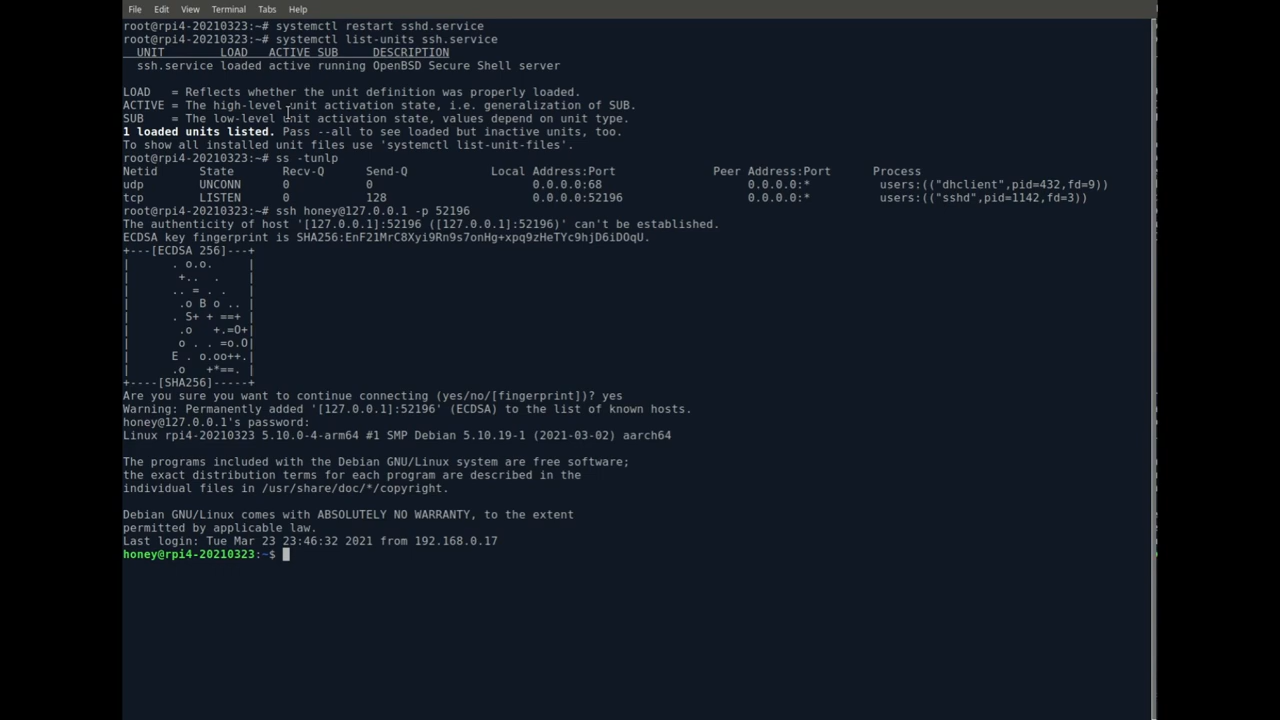 File Edit View Terminal Tabs Help
root@rpi4-20210323:~# systemctl restart sshd.service
root@rpi4-20210323:~# systemctl list-units ssh.service
  UNIT        LOAD   ACTIVE SUB     DESCRIPTION
  ssh.service loaded active running OpenBSD Secure Shell server

LOAD   = Reflects whether the unit definition was properly loaded.
ACTIVE = The high-level unit activation state, i.e. generalization of SUB.
SUB    = The low-level unit activation state, values depend on unit type.
1 loaded units listed. Pass --all to see loaded but inactive units, too.
To show all installed unit files use 'systemctl list-unit-files'.
root@rpi4-20210323:~# ss -tunlp
Netid   State   Recv-Q   Send-Q   Local Address:Port   Peer Address:Port   Process
udp   UNCONN   0   0   0.0.0.0:68   0.0.0.0:*   users:(("dhclient",pid=432,fd=9))
tcp   LISTEN   0   128   0.0.0.0:52196   0.0.0.0:*   users:(("sshd",pid=1142,fd=3))
root@rpi4-20210323:~# ssh honey@127.0.0.1 -p 52196
The authenticity of host '[127.0.0.1]:52196 ([127.0.0.1]:52196)' can't be established.
ECDSA key fingerprint is SHA256:EnF21MrC8Xyi9Rn9s7onHg+xpq9zHeTYc9hjD6iDOqU.
+---[ECDSA 256]---+
|      . o.o.     |
|       +..  .    |
|      .. = . .   |
|       .o B o .. |
|      . S+ + ==+ |
|       .o   +.=O+|
|       o . . =o.O|
|      E . o.oo++.|
|      .o   +*==. |
+----[SHA256]-----+
Are you sure you want to continue connecting (yes/no/[fingerprint])? yes
Warning: Permanently added '[127.0.0.1]:52196' (ECDSA) to the list of known hosts.
honey@127.0.0.1's password:
Linux rpi4-20210323 5.10.0-4-arm64 #1 SMP Debian 5.10.19-1 (2021-03-02) aarch64

The programs included with the Debian GNU/Linux system are free software;
the exact distribution terms for each program are described in the
individual files in /usr/share/doc/*/copyright.

Debian GNU/Linux comes with ABSOLUTELY NO WARRANTY, to the extent
permitted by applicable law.
Last login: Tue Mar 23 23:46:32 2021 from 192.168.0.17
honey@rpi4-20210323:~$